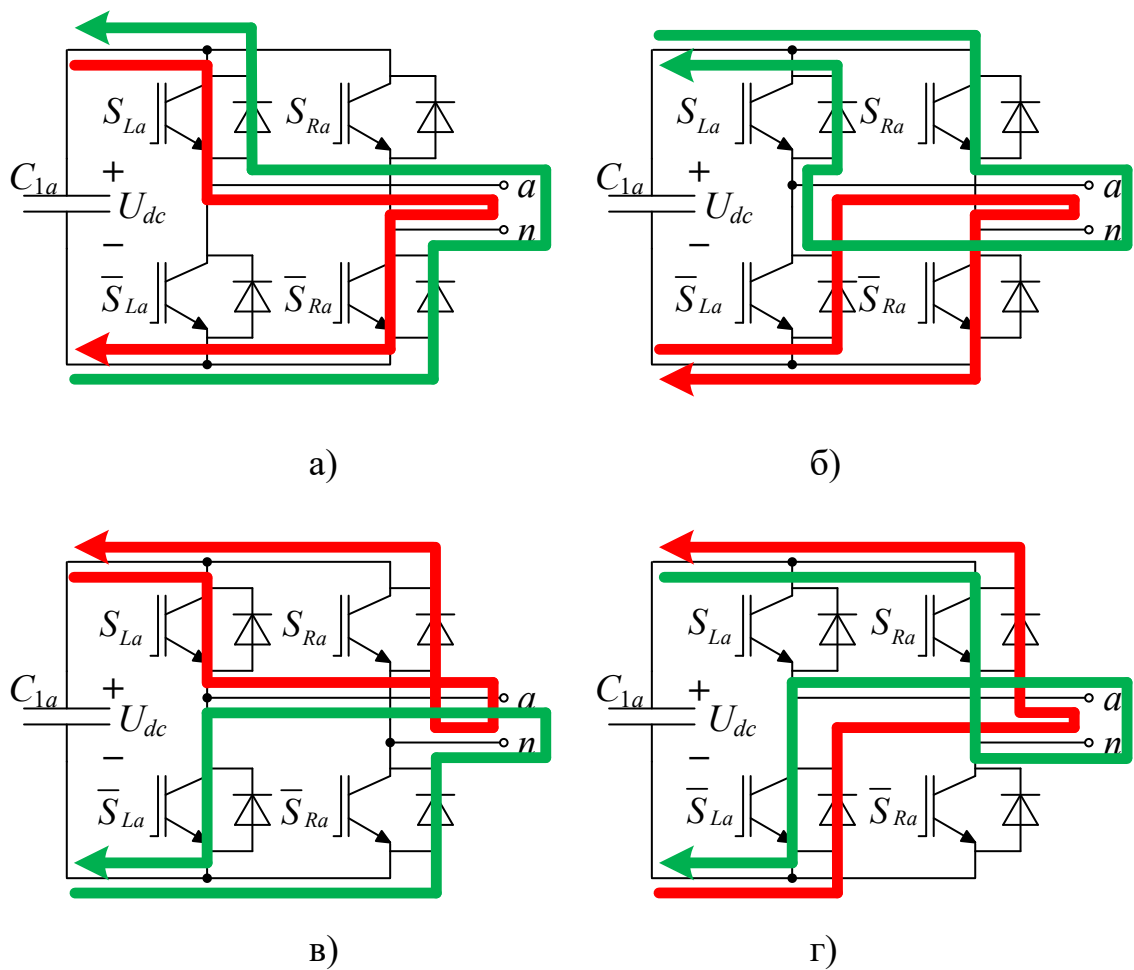 S_La S_Ra S_La S_Ra
C_1a + U_dc − a n C_1a + U_dc − a n
S̅_La S̅_Ra S̅_La S̅_Ra
а) б)
S_La S_Ra S_La S_Ra
C_1a + U_dc − a n C_1a + U_dc − a n
S̅_La S̅_Ra S̅_La S̅_Ra
в) г)